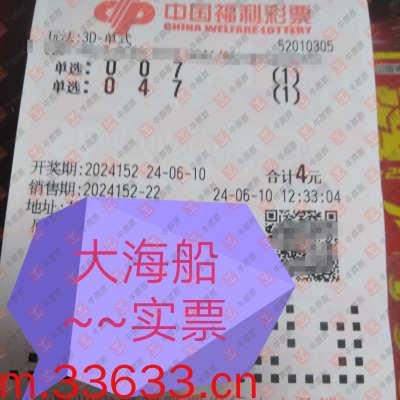 中国福利彩票
CHINA WELFARE LOTTERY
玩法:3D-单式
52010305
单选: 0 0 7 (1)
单选: 0 4 7 (1)
开奖期:2024152 24-06-10 合计4元
销售期:2024152-22 24-06-10 12:33:04
地址:
大海船
~~实票
m.33633.cn